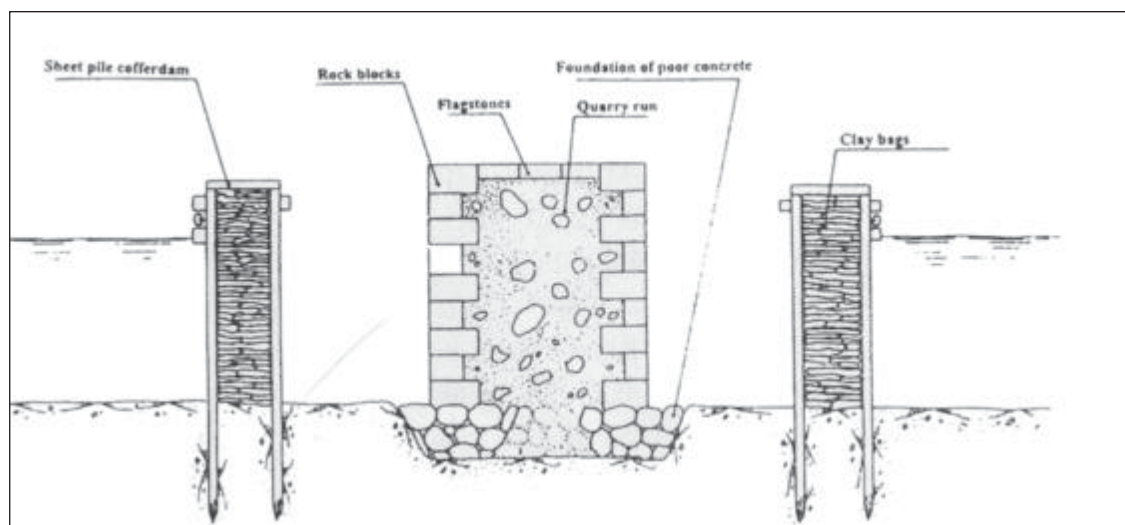 Sheet pile cofferdam
Rock blocks
Foundation of poor concrete
Flagstones
Quarry run
Clay bags